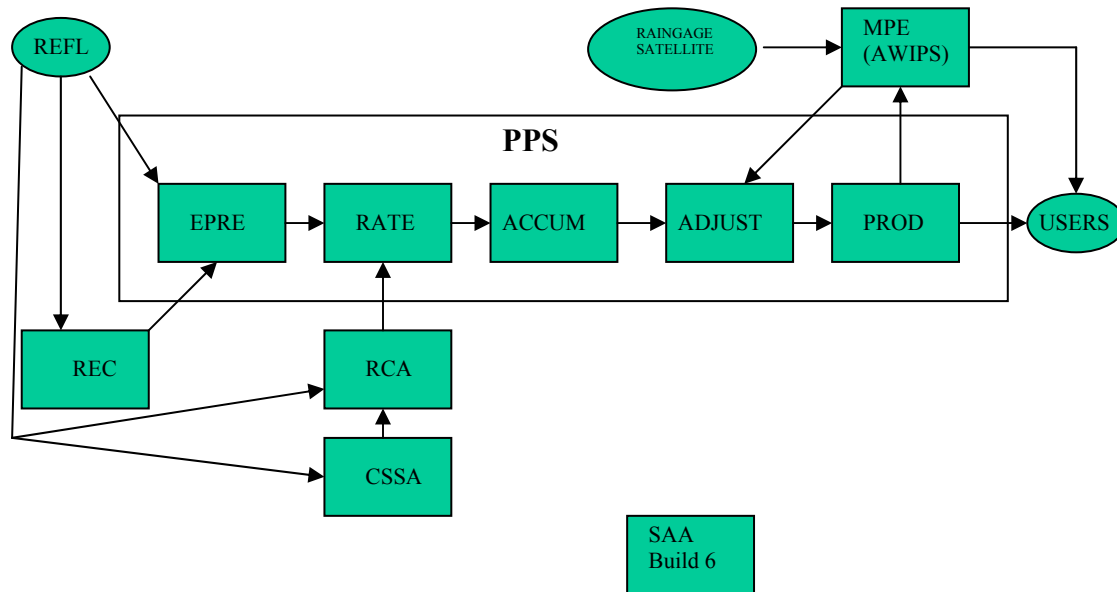 REFL
RAINGAGE
SATELLITE
MPE
(AWIPS)
PPS
EPRE
RATE
ACCUM
ADJUST
PROD
USERS
REC
RCA
CSSA
SAA
Build 6